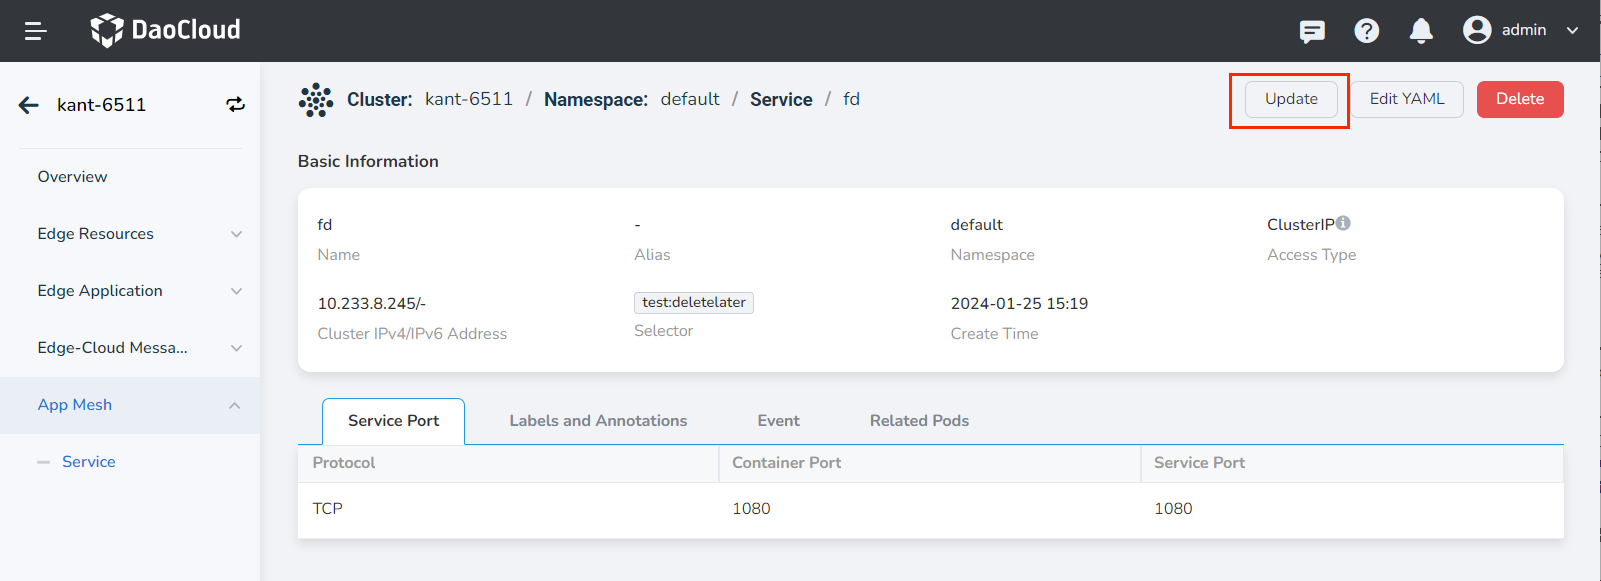 DaoCloud
admin
kant-6511
Overview
Edge Resources
Edge Application
Edge-Cloud Messa...
App Mesh
Service
Cluster: kant-6511 / Namespace: default / Service / fd
Update
Edit YAML
Delete
Basic Information
fd
Name
-
Alias
default
Namespace
ClusterIP
Access Type
10.233.8.245/-
Cluster IPv4/IPv6 Address
test:deletelater
Selector
2024-01-25 15:19
Create Time
Service Port
Labels and Annotations
Event
Related Pods
Protocol
Container Port
Service Port
TCP
1080
1080